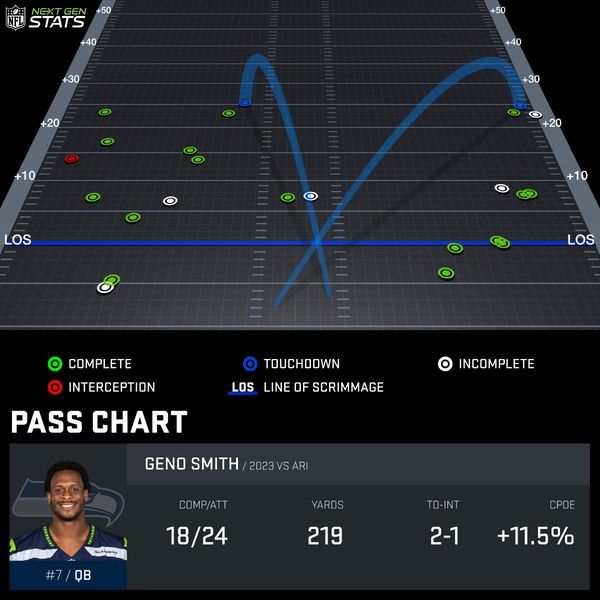 NFL NEXT GEN STATS
+50 +50
+40 +40
+30 +30
+20 +20
+10 +10
LOS LOS
COMPLETE TOUCHDOWN INCOMPLETE
INTERCEPTION LOS LINE OF SCRIMMAGE
PASS CHART
GENO SMITH / 2023 VS ARI
COMP/ATT YARDS TD-INT CPOE
18/24 219 2-1 +11.5%
#7 / QB